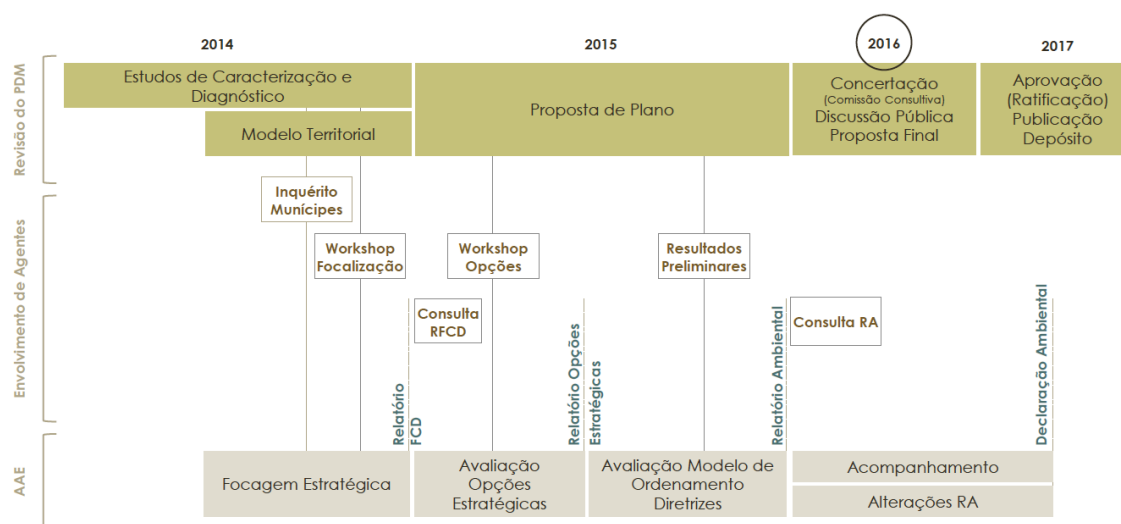 2014
2015
2016
2017
Revisão do PDM
Estudos de Caracterização e
Diagnóstico
Modelo Territorial
Proposta de Plano
Concertação
(Comissão Consultiva)
Discussão Pública
Proposta Final
Aprovação
(Ratificação)
Publicação
Depósito
Envolvimento de Agentes
Inquérito
Munícipes
Workshop
Focalização
Workshop
Opções
Resultados
Preliminares
Consulta
RFCD
Consulta RA
Relatório
FCD
Relatório Opções
Estratégicas
Relatório Ambiental
Declaração Ambiental
AAE
Focagem Estratégica
Avaliação
Opções
Estratégicas
Avaliação Modelo de
Ordenamento
Diretrizes
Acompanhamento
Alterações RA